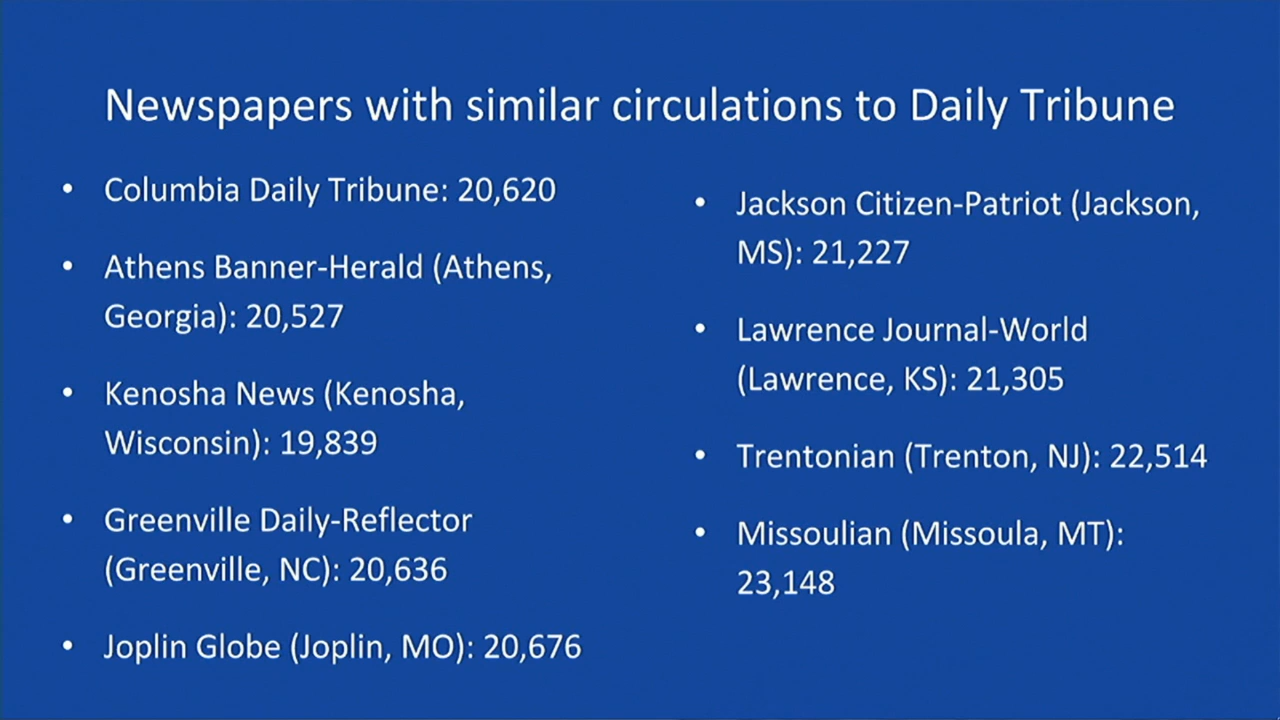 Newspapers with similar circulations to Daily Tribune
• Columbia Daily Tribune: 20,620
• Athens Banner-Herald (Athens,
Georgia): 20,527
• Kenosha News (Kenosha,
Wisconsin): 19,839
• Greenville Daily-Reflector
(Greenville, NC): 20,636
• Joplin Globe (Joplin, MO): 20,676
• Jackson Citizen-Patriot (Jackson,
MS): 21,227
• Lawrence Journal-World
(Lawrence, KS): 21,305
• Trentonian (Trenton, NJ): 22,514
• Missoulian (Missoula, MT):
23,148